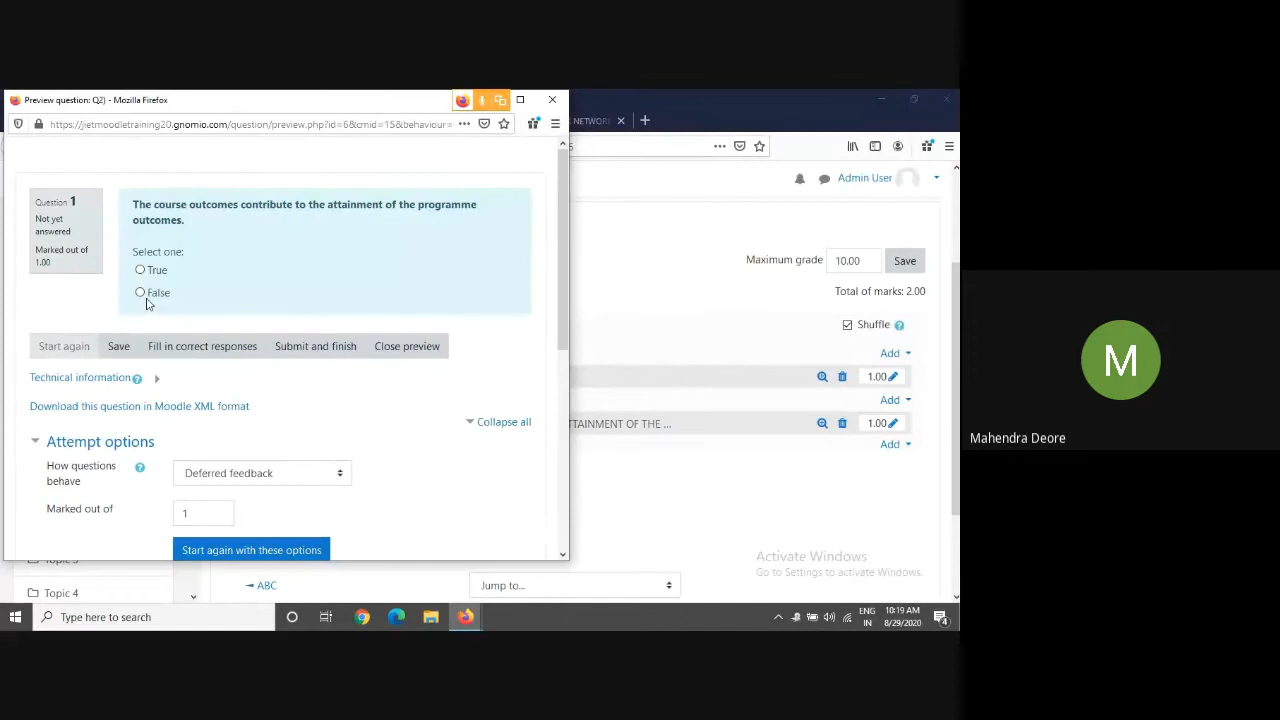 Preview question: Q2) - Mozilla Firefox
https://jietmoodletraining20.gnomio.com/question/preview.php?id=6&cmid=15&behaviour=
Question 1
Not yet
answered
Marked out of
1.00
The course outcomes contribute to the attainment of the programme
outcomes.
Select one:
True
False
Start again
Save
Fill in correct responses
Submit and finish
Close preview
Technical information
Download this question in Moodle XML format
Collapse all
Attempt options
How questions
behave
Deferred feedback
Marked out of
1
Start again with these options
NETWOR
Admin User
Maximum grade
10.00
Save
Total of marks: 2.00
Shuffle
Add
1.00
Add
TTAINMENT OF THE ...
1.00
Add
Activate Windows
Go to Settings to activate Windows.
Topic 4
ABC
Jump to...
Type here to search
ENG
IN
10:19 AM
8/29/2020
4
M
Mahendra Deore